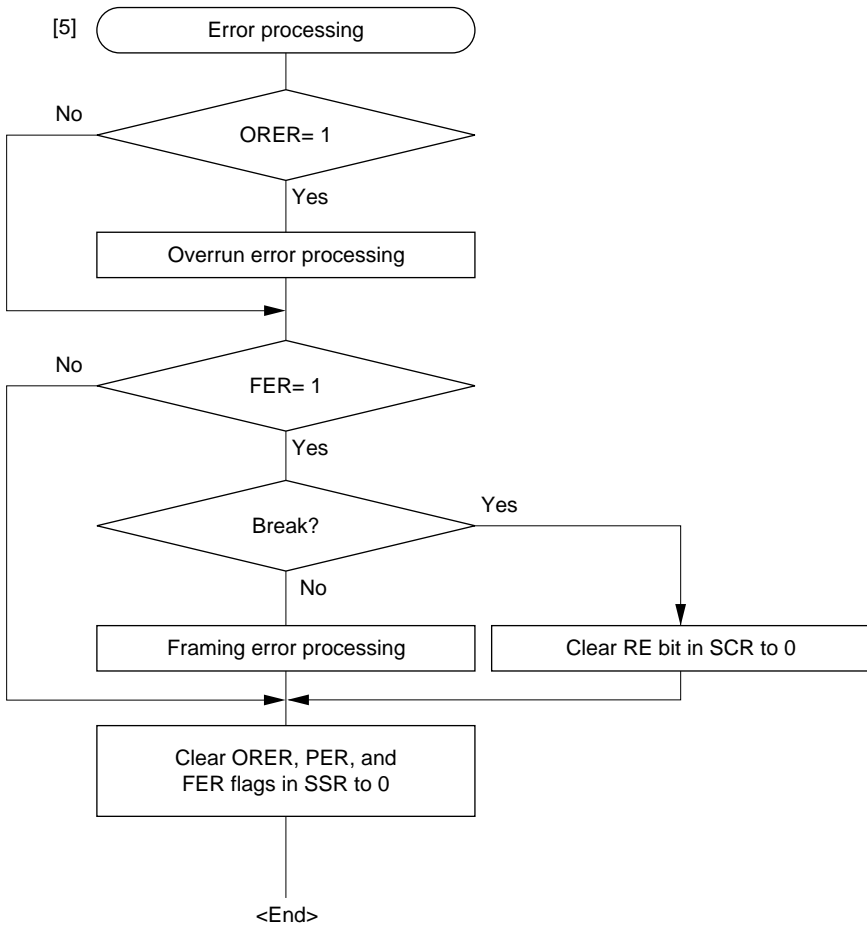 [5] Error processing
No
ORER= 1
Yes
Overrun error processing
No
FER= 1
Yes
Yes
Break?
No
Framing error processing
Clear RE bit in SCR to 0
Clear ORER, PER, and
FER flags in SSR to 0
<End>